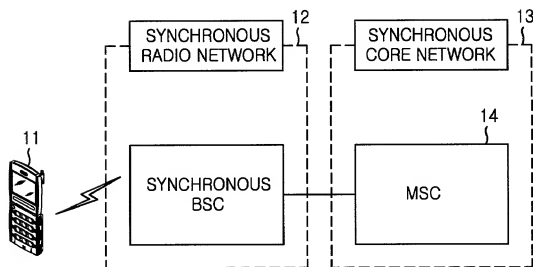 12
13
SYNCHRONOUS
RADIO NETWORK
SYNCHRONOUS
CORE NETWORK
11
14
SYNCHRONOUS
BSC
MSC